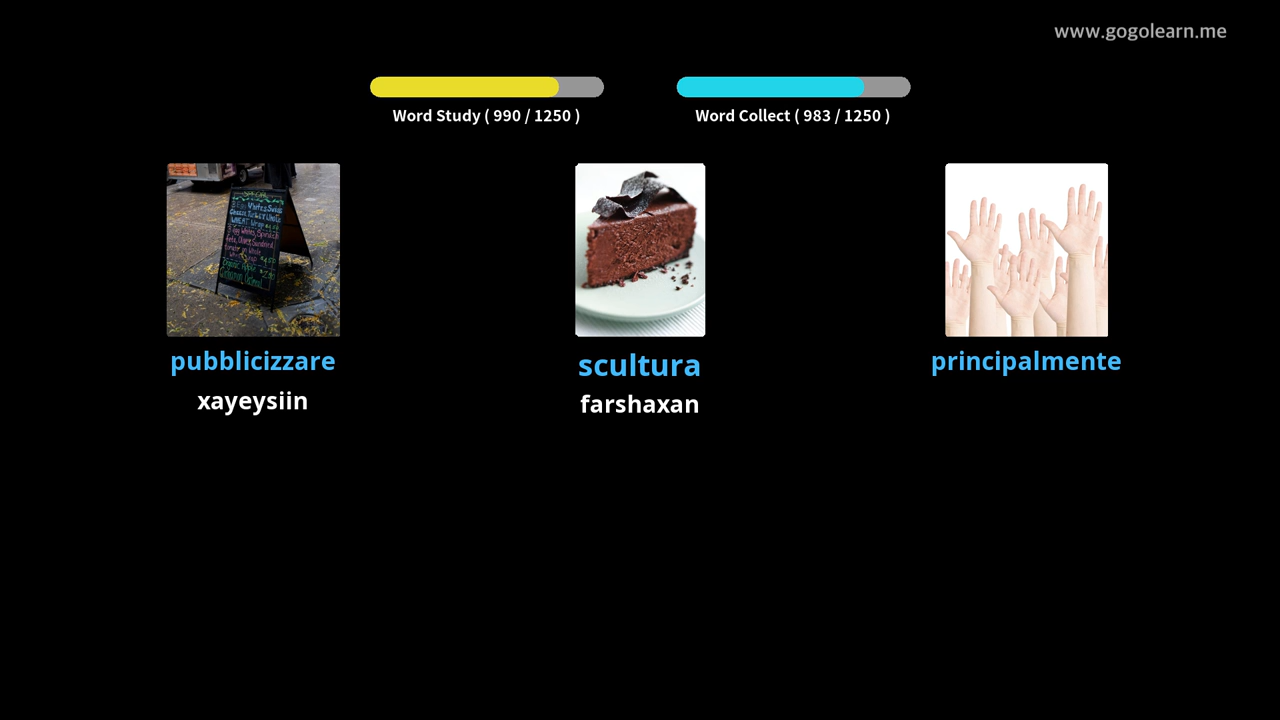 www.gogolearn.me
Word Study ( 990 / 1250 )
Word Collect ( 983 / 1250 )
pubblicizzare
scultura
principalmente
xayeysiin
farshaxan